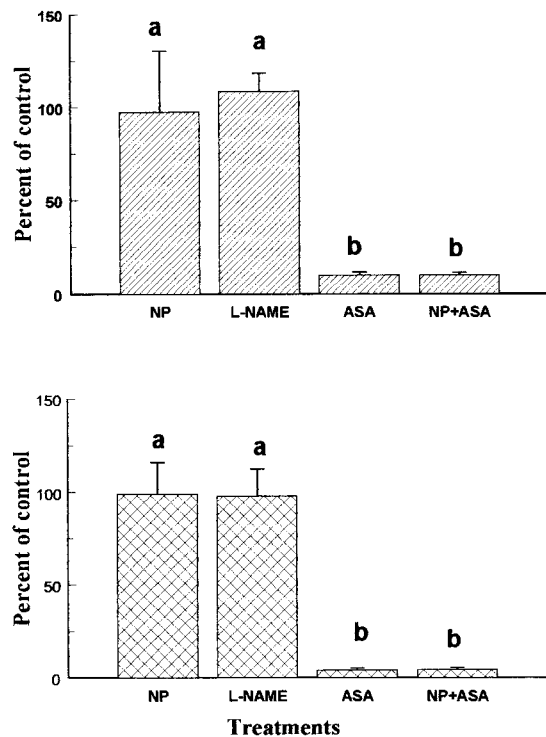 Percent of control
150
100
50
0
a
a
b
b
NP
L-NAME
ASA
NP+ASA
Percent of control
150
100
50
0
a
a
b
b
NP
L-NAME
ASA
NP+ASA
Treatments